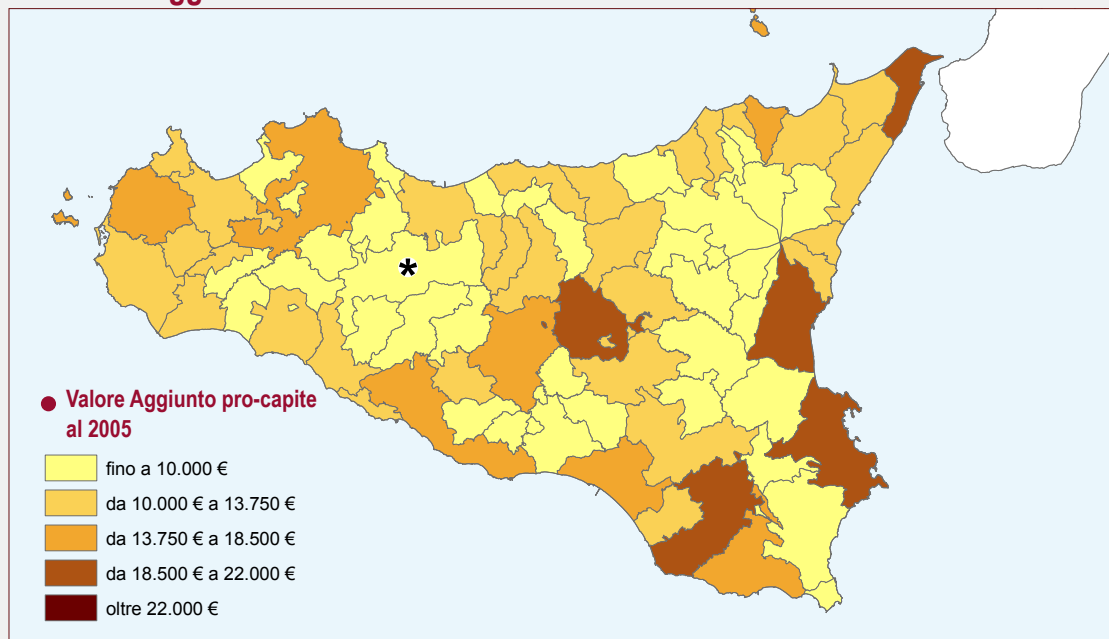 ● Valore Aggiunto pro-capite
al 2005
fino a 10.000 €
da 10.000 € a 13.750 €
da 13.750 € a 18.500 €
da 18.500 € a 22.000 €
oltre 22.000 €
*